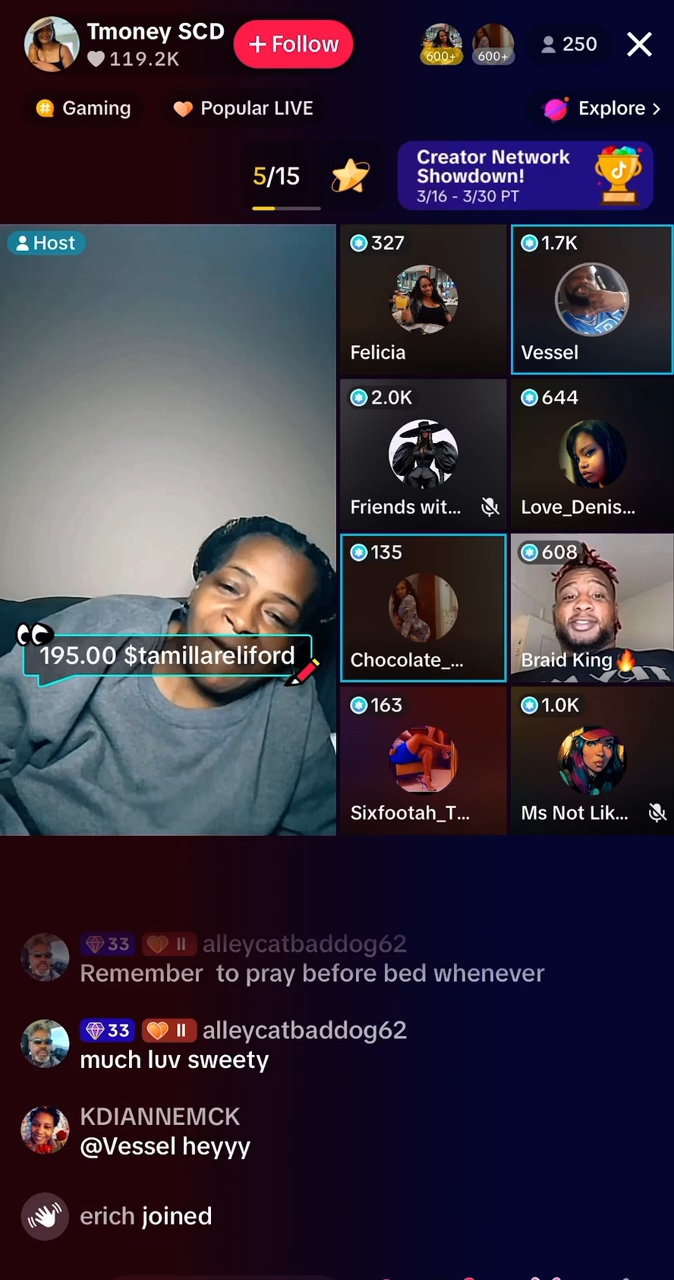 Tmoney SCD
119.2K
+ Follow
600+
600+
250
Gaming
Popular LIVE
Explore >
5/15
Creator Network
Showdown!
3/16 - 3/30 PT
Host
327
Felicia
1.7K
Vessel
2.0K
Friends wit...
644
Love_Denis...
135
Chocolate_...
608
Braid King🔥
163
Sixfootah_T...
1.0K
Ms Not Lik...
👀
195.00 $tamillareliford
33 II alleycatbaddog62
Remember to pray before bed whenever
33 II alleycatbaddog62
much luv sweety
KDIANNEMCK
@Vessel heyyy
erich joined